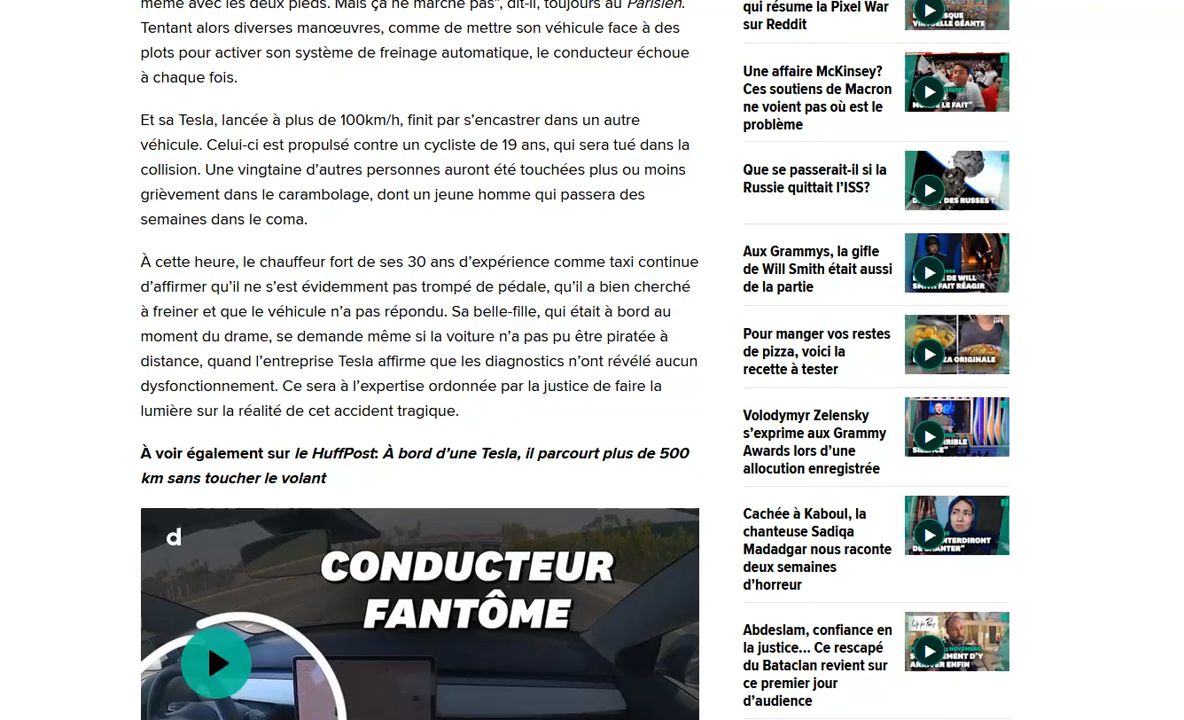 même avec les deux pieds. Mais ça ne marche pas”, dit-il, toujours au Parisien.
Tentant alors diverses manœuvres, comme de mettre son véhicule face à des
plots pour activer son système de freinage automatique, le conducteur échoue
à chaque fois.
Et sa Tesla, lancée à plus de 100km/h, finit par s’encastrer dans un autre
véhicule. Celui-ci est propulsé contre un cycliste de 19 ans, qui sera tué dans la
collision. Une vingtaine d’autres personnes auront été touchées plus ou moins
grièvement dans le carambolage, dont un jeune homme qui passera des
semaines dans le coma.
À cette heure, le chauffeur fort de ses 30 ans d’expérience comme taxi continue
d’affirmer qu’il ne s’est évidemment pas trompé de pédale, qu’il a bien cherché
à freiner et que le véhicule n’a pas répondu. Sa belle-fille, qui était à bord au
moment du drame, se demande même si la voiture n’a pas pu être piratée à
distance, quand l’entreprise Tesla affirme que les diagnostics n’ont révélé aucun
dysfonctionnement. Ce sera à l’expertise ordonnée par la justice de faire la
lumière sur la réalité de cet accident tragique.
À voir également sur le HuffPost: À bord d’une Tesla, il parcourt plus de 500
km sans toucher le volant
d
CONDUCTEUR
FANTÔME
qui résume la Pixel War
sur Reddit
VIRTUELLE GÉANTE
Une affaire McKinsey?
Ces soutiens de Macron
ne voient pas où est le
problème
LE FAIT”
Que se passerait-il si la
Russie quittait l’ISS?
DES RUSSES ?
Aux Grammys, la gifle
de Will Smith était aussi
de la partie
DE WILL
FAIT RÉAGIR
Pour manger vos restes
de pizza, voici la
recette à tester
ORIGINALE
Volodymyr Zelensky
s’exprime aux Grammy
Awards lors d’une
allocution enregistrée
Cachée à Kaboul, la
chanteuse Sadiqa
Madadgar nous raconte
deux semaines
d’horreur
Abdeslam, confiance en
la justice... Ce rescapé
du Bataclan revient sur
ce premier jour
d’audience
ENFIN